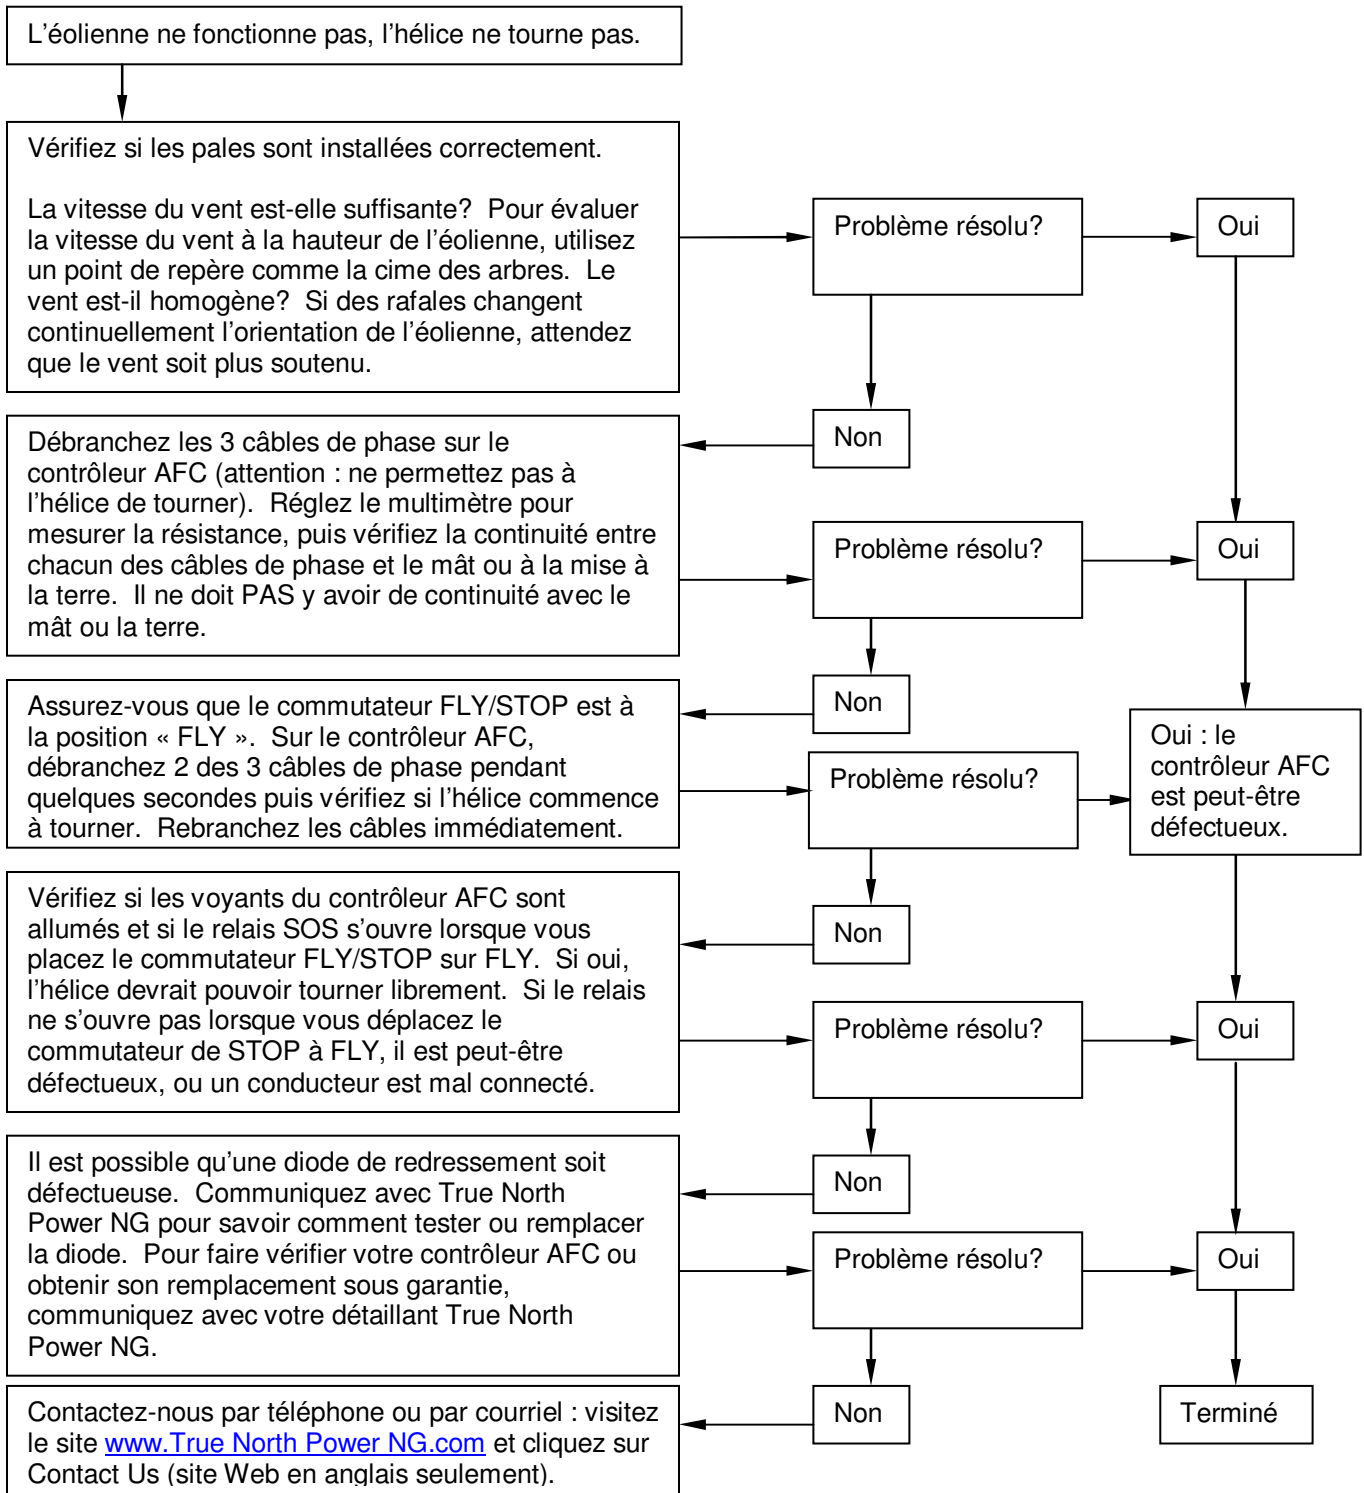 L’éolienne ne fonctionne pas, l’hélice ne tourne pas.
Vérifiez si les pales sont installées correctement.
La vitesse du vent est-elle suffisante?  Pour évaluer
la vitesse du vent à la hauteur de l’éolienne, utilisez
un point de repère comme la cime des arbres.  Le
vent est-il homogène?  Si des rafales changent
continuellement l’orientation de l’éolienne, attendez
que le vent soit plus soutenu.
Problème résolu?
Oui
Non
Débranchez les 3 câbles de phase sur le
contrôleur AFC (attention : ne permettez pas à
l’hélice de tourner).  Réglez le multimètre pour
mesurer la résistance, puis vérifiez la continuité entre
chacun des câbles de phase et le mât ou à la mise à
la terre.  Il ne doit PAS y avoir de continuité avec le
mât ou la terre.
Problème résolu?
Oui
Non
Assurez-vous que le commutateur FLY/STOP est à
la position « FLY ».  Sur le contrôleur AFC,
débranchez 2 des 3 câbles de phase pendant
quelques secondes puis vérifiez si l’hélice commence
à tourner.  Rebranchez les câbles immédiatement.
Problème résolu?
Oui : le
contrôleur AFC
est peut-être
défectueux.
Non
Vérifiez si les voyants du contrôleur AFC sont
allumés et si le relais SOS s’ouvre lorsque vous
placez le commutateur FLY/STOP sur FLY.  Si oui,
l’hélice devrait pouvoir tourner librement.  Si le relais
ne s’ouvre pas lorsque vous déplacez le
commutateur de STOP à FLY, il est peut-être
défectueux, ou un conducteur est mal connecté.
Problème résolu?
Oui
Non
Il est possible qu’une diode de redressement soit
défectueuse.  Communiquez avec True North
Power NG pour savoir comment tester ou remplacer
la diode.  Pour faire vérifier votre contrôleur AFC ou
obtenir son remplacement sous garantie,
communiquez avec votre détaillant True North
Power NG.
Problème résolu?
Oui
Non
Terminé
Contactez-nous par téléphone ou par courriel : visitez
le site www.True North Power NG.com et cliquez sur
Contact Us (site Web en anglais seulement).